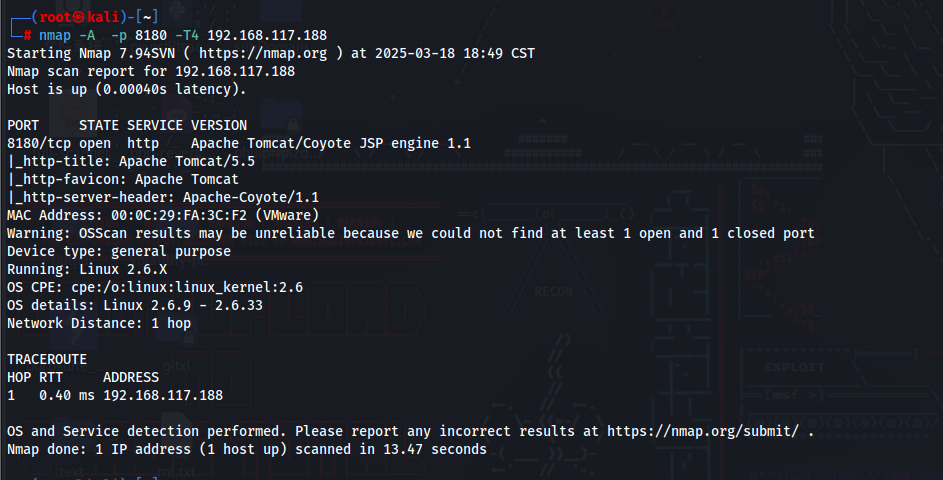 (root㉿kali)-[~]
# nmap -A -p 8180 -T4 192.168.117.188
Starting Nmap 7.94SVN ( https://nmap.org ) at 2025-03-18 18:49 CST
Nmap scan report for 192.168.117.188
Host is up (0.00040s latency).
PORT     STATE SERVICE VERSION
8180/tcp open  http    Apache Tomcat/Coyote JSP engine 1.1
|_http-title: Apache Tomcat/5.5
|_http-favicon: Apache Tomcat
|_http-server-header: Apache-Coyote/1.1
MAC Address: 00:0C:29:FA:3C:F2 (VMware)
Warning: OSScan results may be unreliable because we could not find at least 1 open and 1 closed port
Device type: general purpose
Running: Linux 2.6.X
OS CPE: cpe:/o:linux:linux_kernel:2.6
OS details: Linux 2.6.9 - 2.6.33
Network Distance: 1 hop
RECON
TRACEROUTE
HOP RTT     ADDRESS
1   0.40 ms 192.168.117.188
EXPLOIT
[msf >]
OS and Service detection performed. Please report any incorrect results at https://nmap.org/submit/ .
Nmap done: 1 IP address (1 host up) scanned in 13.47 seconds